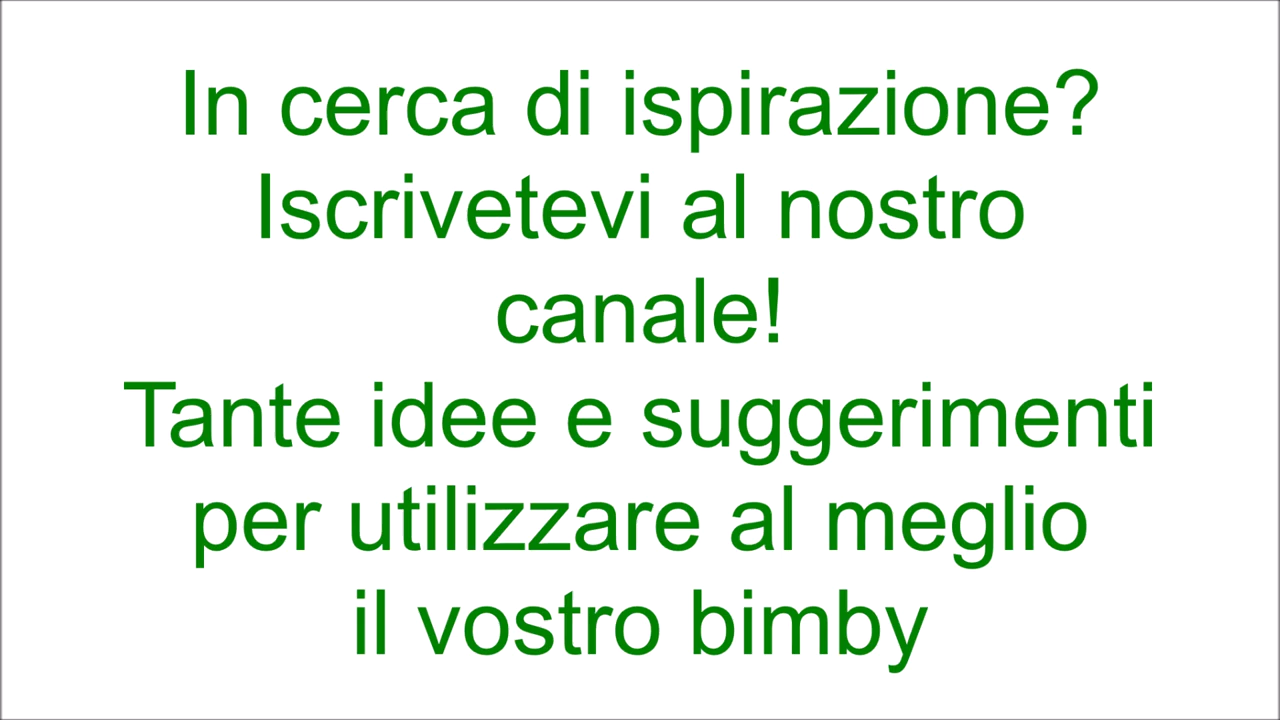 In cerca di ispirazione?
Iscrivetevi al nostro
canale!
Tante idee e suggerimenti
per utilizzare al meglio
il vostro bimby